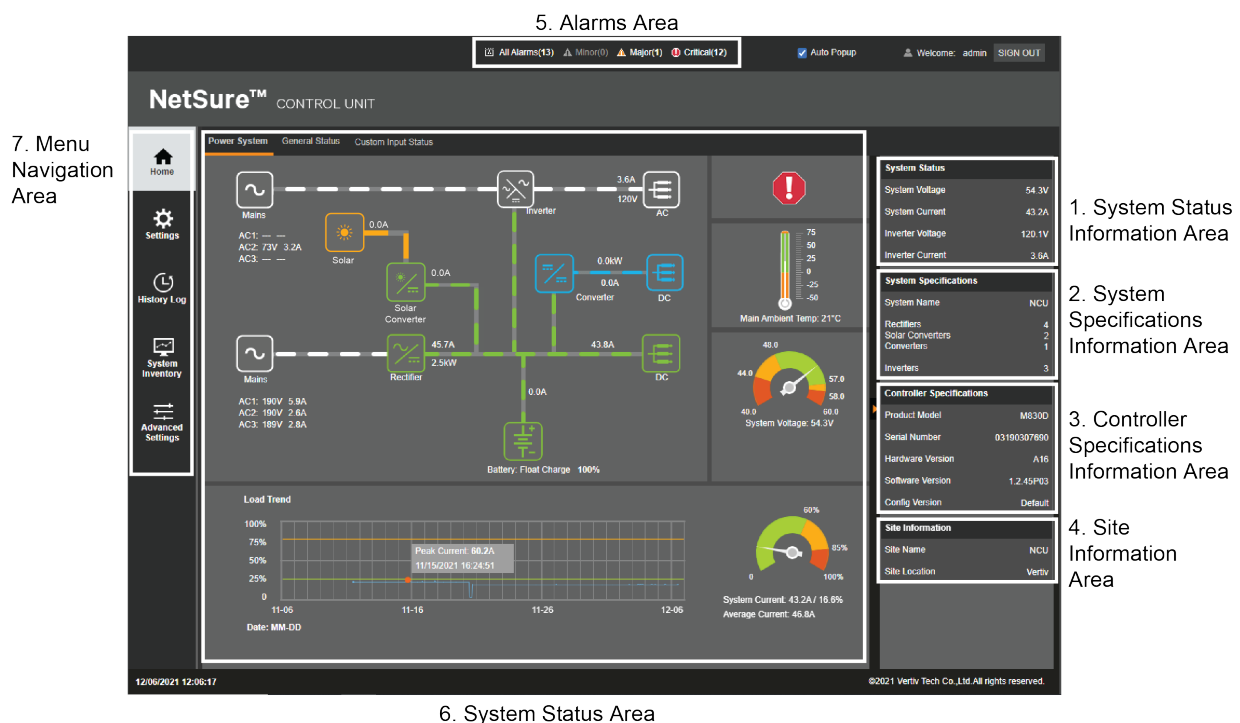 5. Alarms Area
All Alarms(13) Minor(0) Major(1) Critical(12) Auto Popup Welcome: admin SIGN OUT
NetSure™ CONTROL UNIT
7. Menu
Navigation
Area
Home
Settings
History Log
System
Inventory
Advanced
Settings
Power System General Status Custom Input Status
Mains
AC1: — —
AC2: 73V 3.2A
AC3: — —
Inverter
3.6A
120V
AC
0.0A
Solar
0.0A
Solar
Converter
0.0kW
0.0A
Converter
DC
Mains
AC1: 190V 5.9A
AC2: 190V 2.6A
AC3: 189V 2.8A
45.7A
2.5kW
Rectifier
43.8A
DC
0.0A
Battery: Float Charge 100%
75
50
25
0
-25
-50
Main Ambient Temp: 21°C
48.0
44.0
57.0
58.0
40.0
60.0
System Voltage: 54.3V
Load Trend
100%
75%
50%
25%
0
Peak Current: 60.2A
11/15/2021 16:24:51
11-06 11-16 11-26 12-06
Date: MM-DD
60%
85%
0
100%
System Current: 43.2A / 16.6%
Average Current: 46.8A
System Status
System Voltage 54.3V
System Current 43.2A
Inverter Voltage 120.1V
Inverter Current 3.6A
System Specifications
System Name NCU
Rectifiers 4
Solar Converters 2
Converters 1
Inverters 3
Controller Specifications
Product Model M830D
Serial Number 03190307690
Hardware Version A16
Software Version 1.2.45P03
Config Version Default
Site Information
Site Name NCU
Site Location Vertiv
1. System Status
Information Area
2. System
Specifications
Information Area
3. Controller
Specifications
Information Area
4. Site
Information
Area
12/06/2021 12:06:17
©2021 Vertiv Tech Co.,Ltd.All rights reserved.
6. System Status Area